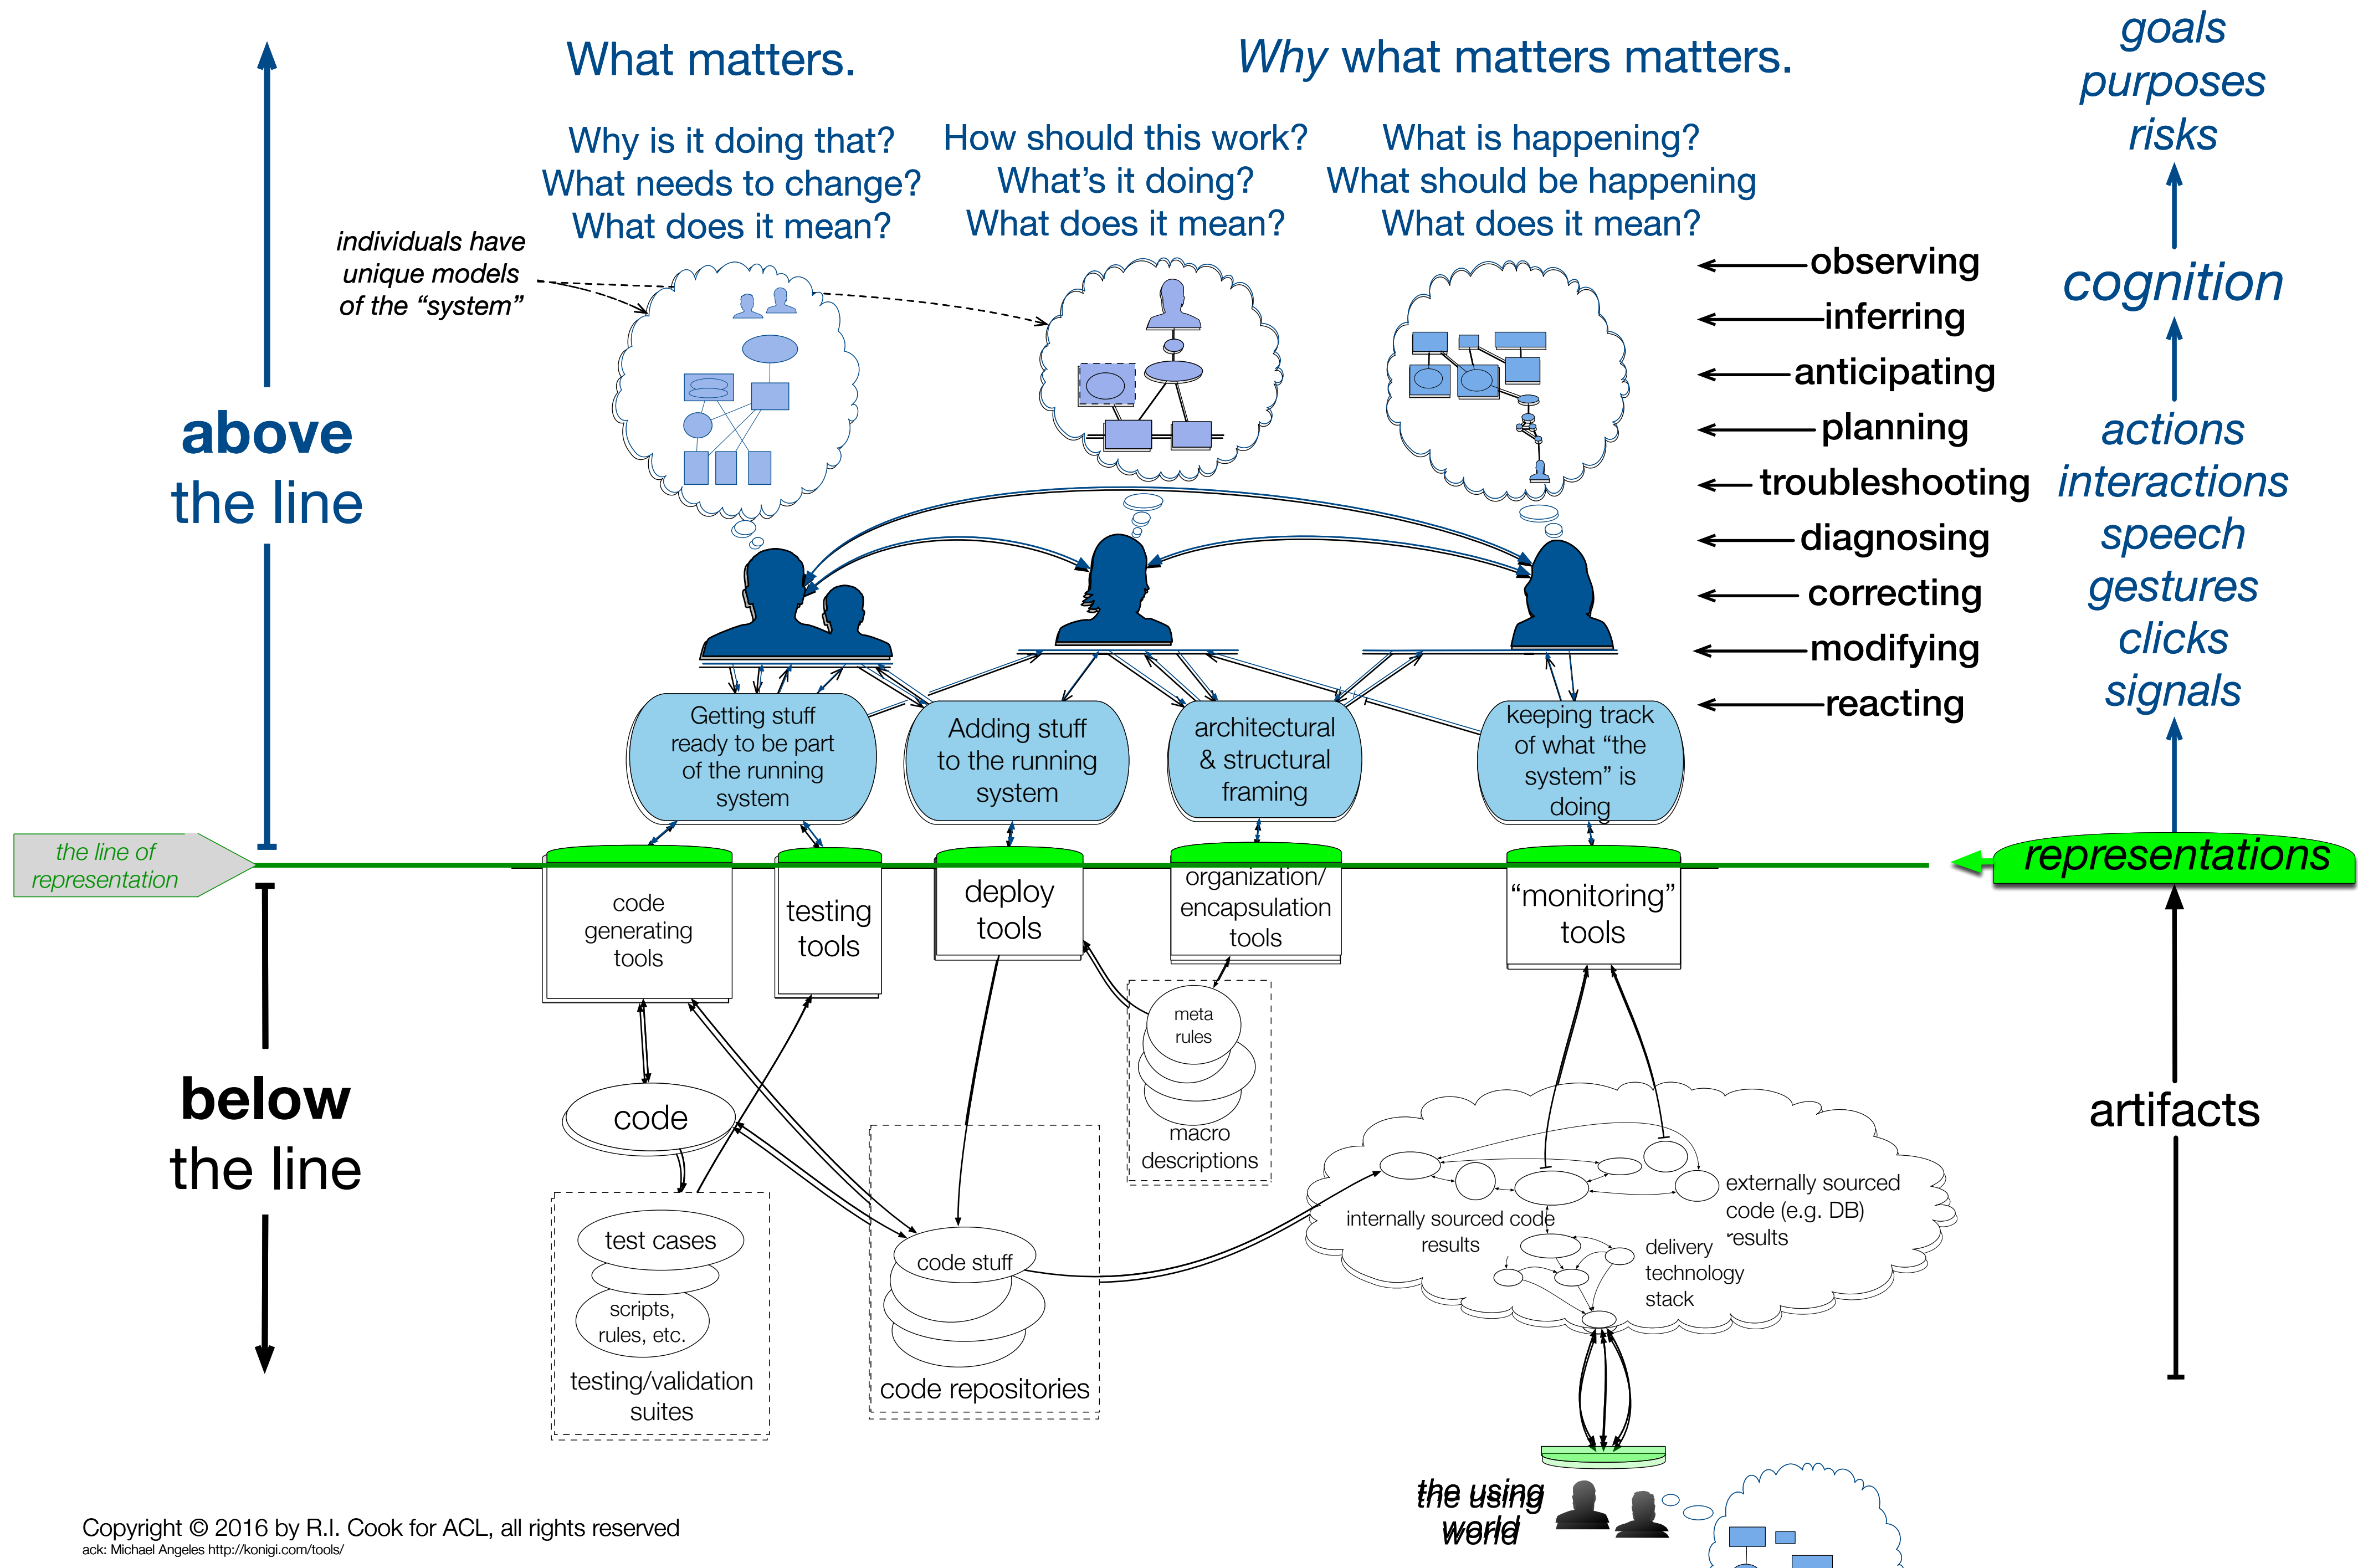 What matters.
Why what matters matters.
goals
purposes
risks
Why is it doing that?
What needs to change?
What does it mean?
How should this work?
What's it doing?
What does it mean?
What is happening?
What should be happening
What does it mean?
individuals have
unique models
of the “system”
observing
inferring
anticipating
planning
troubleshooting
diagnosing
correcting
modifying
reacting
cognition
actions
interactions
speech
gestures
clicks
signals
above
the line
Getting stuff
ready to be part
of the running
system
Adding stuff
to the running
system
architectural
& structural
framing
keeping track
of what “the
system” is
doing
the line of
representation
representations
code
generating
tools
testing
tools
deploy
tools
organization/
encapsulation
tools
“monitoring”
tools
below
the line
artifacts
meta
rules
macro
descriptions
code
test cases
scripts,
rules, etc.
testing/validation
suites
code stuff
code repositories
internally sourced code
results
externally sourced
code (e.g. DB)
results
delivery
technology
stack
the using
world
Copyright © 2016 by R.I. Cook for ACL, all rights reserved
ack: Michael Angeles http://konigi.com/tools/